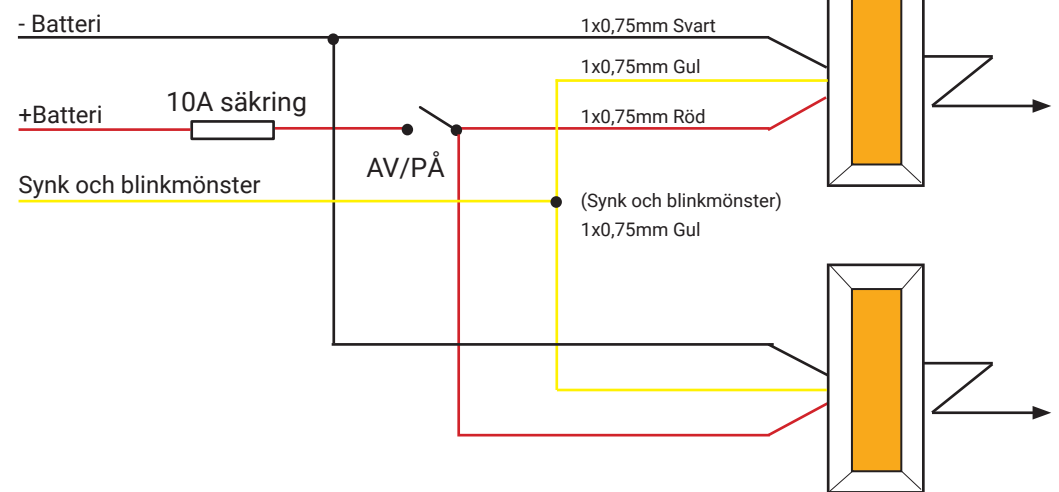 - Batteri
1x0,75mm Svart
1x0,75mm Gul
+Batteri
10A säkring
1x0,75mm Röd
AV/PÅ
Synk och blinkmönster
(Synk och blinkmönster)
1x0,75mm Gul